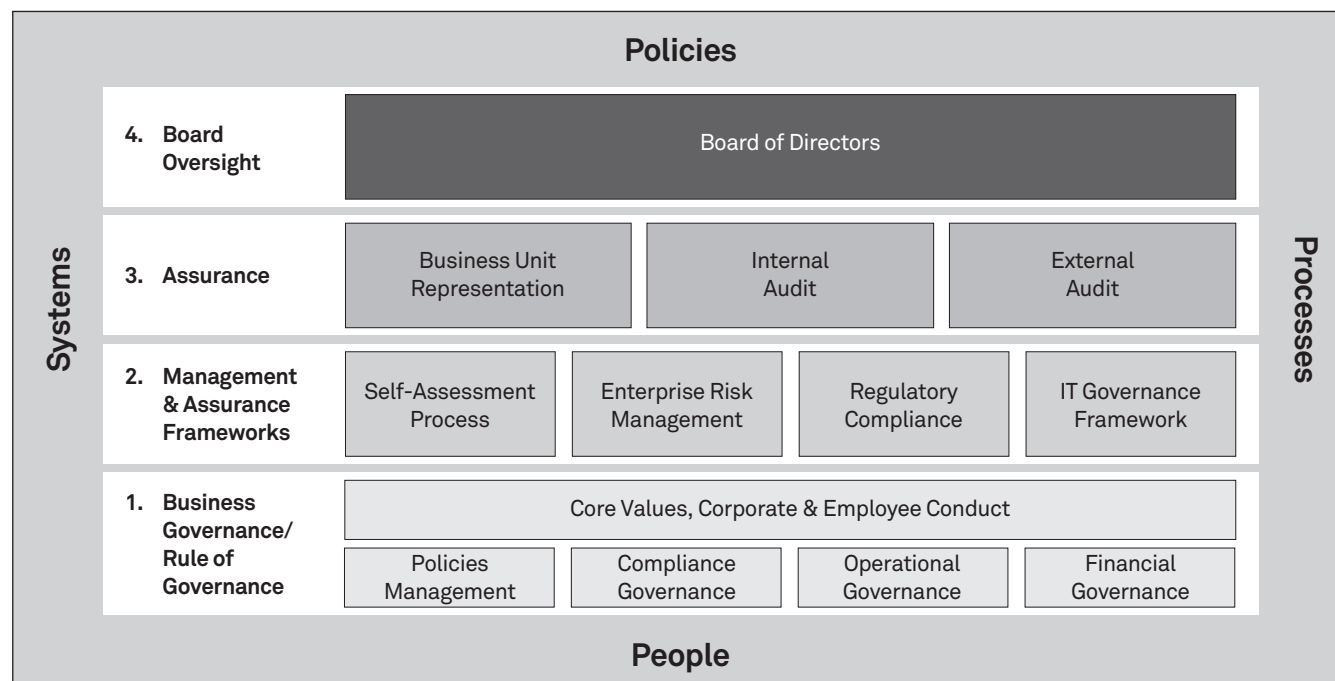 Policies
Systems
Processes
4. Board
Oversight
Board of Directors
3. Assurance
Business Unit
Representation
Internal
Audit
External
Audit
2. Management
& Assurance
Frameworks
Self-Assessment
Process
Enterprise Risk
Management
Regulatory
Compliance
IT Governance
Framework
1. Business
Governance/
Rule of
Governance
Core Values, Corporate & Employee Conduct
Policies
Management
Compliance
Governance
Operational
Governance
Financial
Governance
People